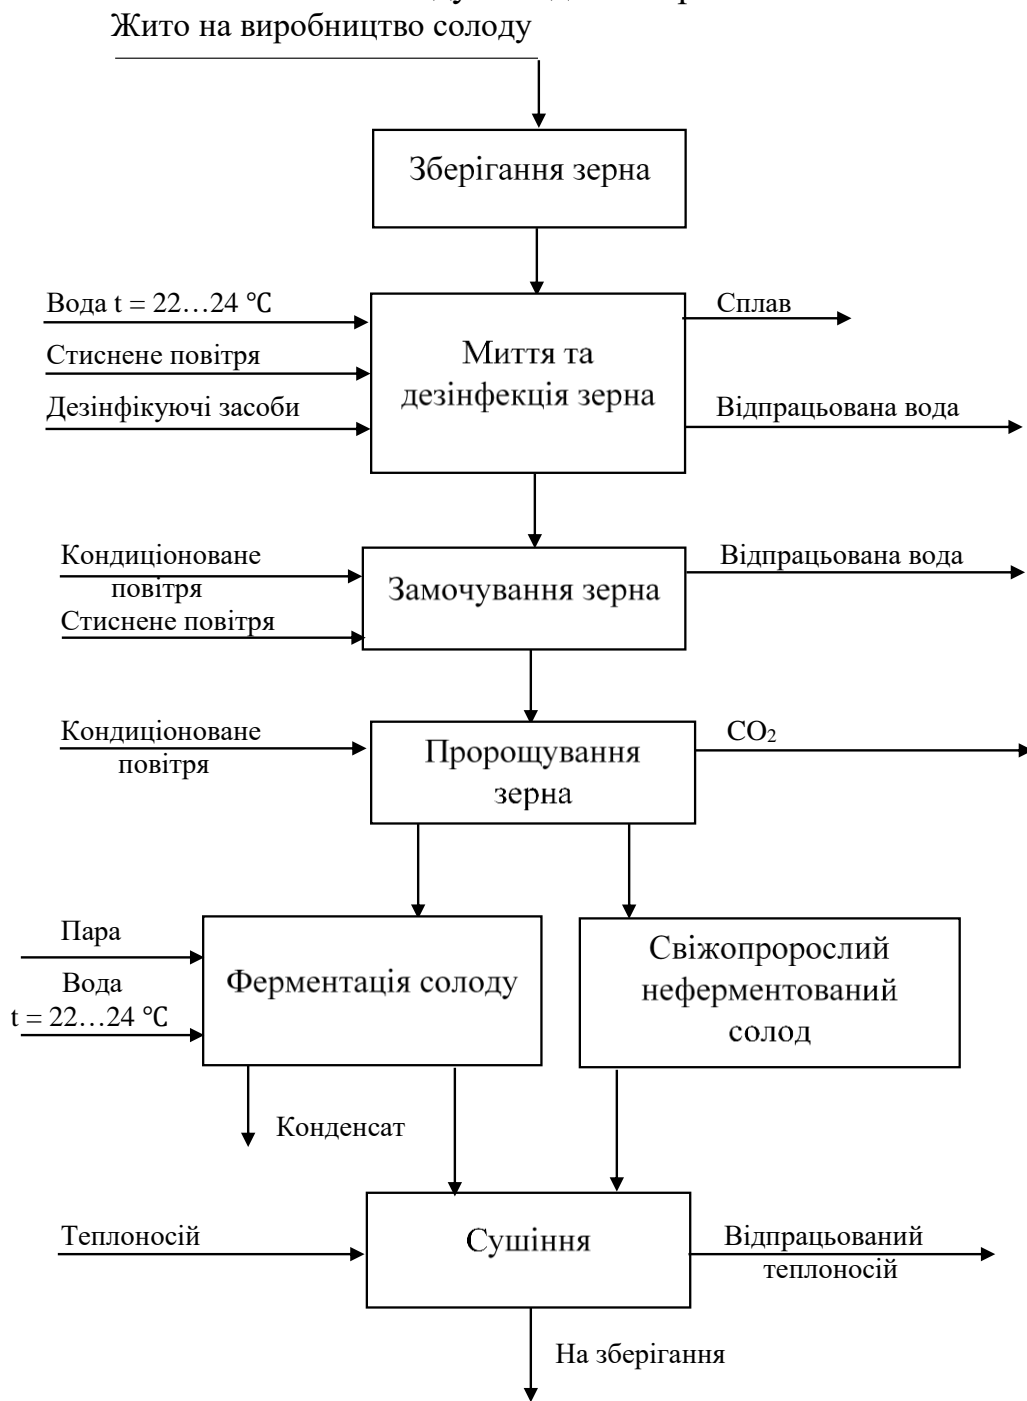 Жито на виробництво солоду
Зберігання зерна
Вода t = 22…24 ℃
Стиснене повітря
Дезінфікуючі засоби
Миття та
дезінфекція зерна
Сплав
Відпрацьована вода
Кондиціоноване
повітря
Стиснене повітря
Замочування зерна
Відпрацьована вода
Кондиціоноване
повітря
Пророщування
зерна
CO₂
Пара
Вода
t = 22…24 ℃
Ферментація солоду
Свіжопророслий
неферментований
солод
Конденсат
Теплоносій
Сушіння
Відпрацьований
теплоносій
На зберігання